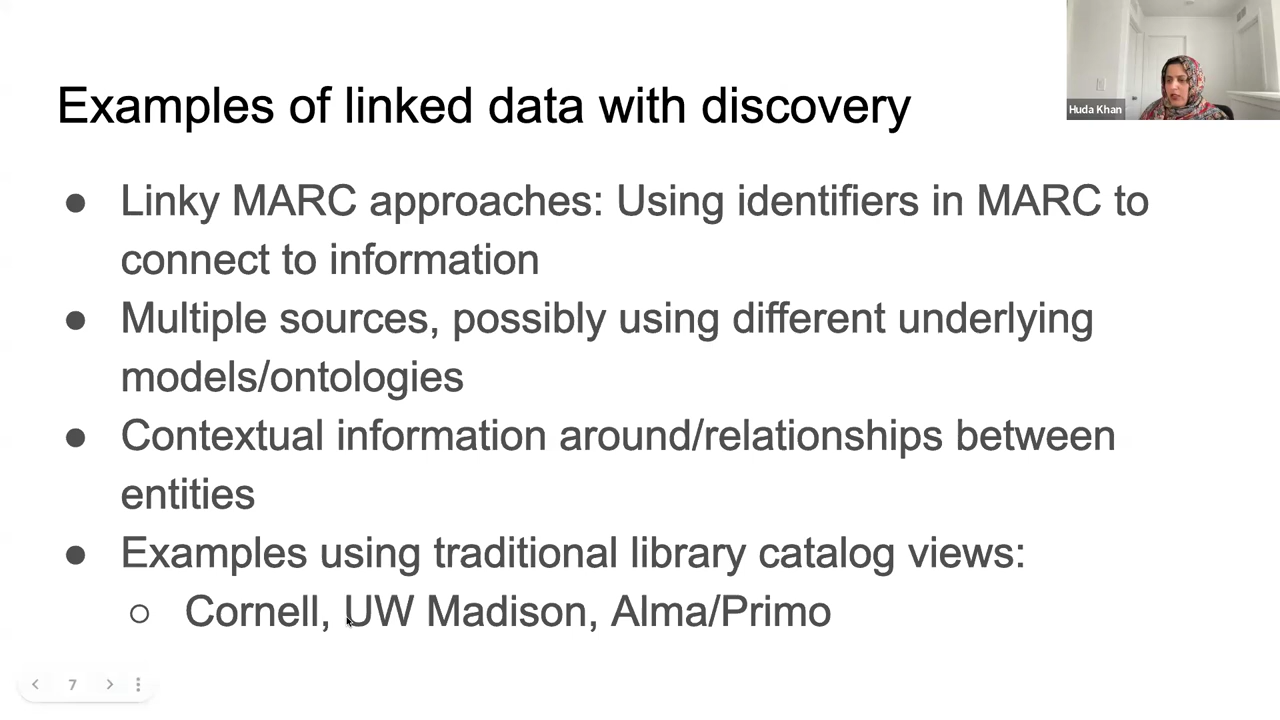 Huda Khan
Examples of linked data with discovery
● Linky MARC approaches: Using identifiers in MARC to
connect to information
● Multiple sources, possibly using different underlying
models/ontologies
● Contextual information around/relationships between
entities
● Examples using traditional library catalog views:
○ Cornell, UW Madison, Alma/Primo
7